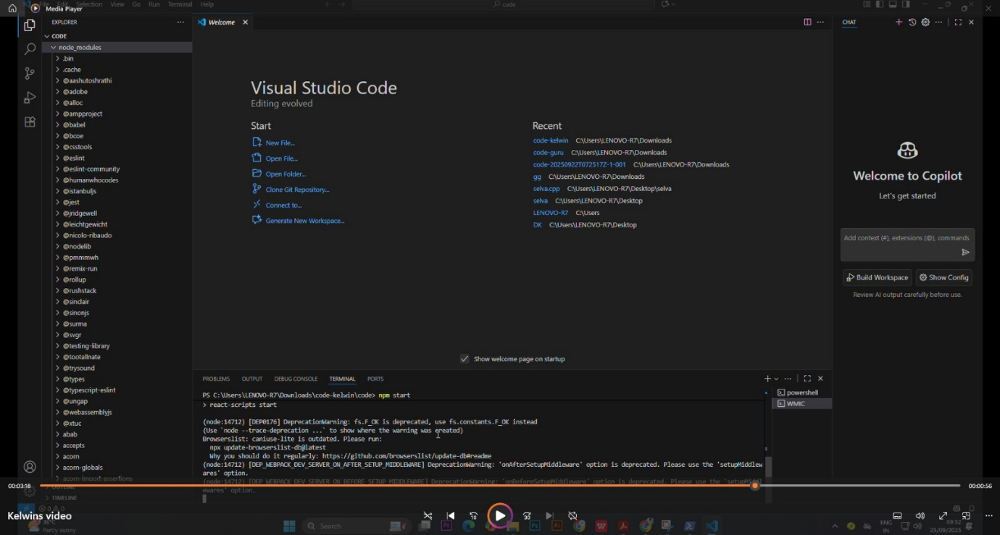 Media Player
File Edit Selection View Go Run Terminal Help
code
EXPLORER
CODE
node_modules
.bin
.cache
@aashutoshrathi
@adobe
@alloc
@ampproject
@babel
@bcoe
@csstools
@eslint
@eslint-community
@humanwhocodes
@istanbuljs
@jest
@jridgewell
@leichtgewicht
@nicolo-ribaudo
@nodelib
@pmmmwh
@remix-run
@rollup
@rushstack
@sinclair
@sinonjs
@surma
@svgr
@testing-library
@tootallnate
@trysound
@types
@typescript-eslint
@ungap
@webassemblyjs
@xtuc
abab
accepts
acorn
acorn-globals
acorn-import-assertions
OUTLINE
TIMELINE
Welcome
Visual Studio Code
Editing evolved
Start
New File...
Open File...
Open Folder...
Clone Git Repository...
Connect to...
Generate New Workspace...
Recent
code-kelwin C:\Users\LENOVO-R7\Downloads
code-guru C:\Users\LENOVO-R7\Downloads
code-20250922T072517Z-1-001 C:\Users\LENOVO-R7\Downloads
gg C:\Users\LENOVO-R7\Downloads
selva.cpp C:\Users\LENOVO-R7\Desktop\selva
selva C:\Users\LENOVO-R7\Desktop
LENOVO-R7 C:\Users
DK C:\Users\LENOVO-R7\Desktop
Show welcome page on startup
PROBLEMS OUTPUT DEBUG CONSOLE TERMINAL PORTS
PS C:\Users\LENOVO-R7\Downloads\code-kelwin\code> npm start
> react-scripts start
(node:14712) [DEP0176] DeprecationWarning: fs.F_OK is deprecated, use fs.constants.F_OK instead
(Use `node --trace-deprecation ...` to show where the warning was created)
Browserslist: caniuse-lite is outdated. Please run:
npx update-browserslist-db@latest
Why you should do it regularly: https://github.com/browserslist/update-db#readme
(node:14712) [DEP_WEBPACK_DEV_SERVER_ON_AFTER_SETUP_MIDDLEWARE] DeprecationWarning: 'onAfterSetupMiddleware' option is deprecated. Please use the 'setupMiddlew
ares' option.
(node:14712) [DEP_WEBPACK_DEV_SERVER_ON_BEFORE_SETUP_MIDDLEWARE] DeprecationWarning: 'onBeforeSetupMiddleware' option is deprecated. Please use the 'setupMiddl
ewares' option.
powershell
WMIC
CHAT
Welcome to Copilot
Let's get started
Add context (#), extensions (@), commands
Build Workspace Show Config
Review AI output carefully before use.
00:03:18
00:00:56
Kelwins video
10
30
Partly sunny
Search
ENG
IN
09:52
25/09/2025